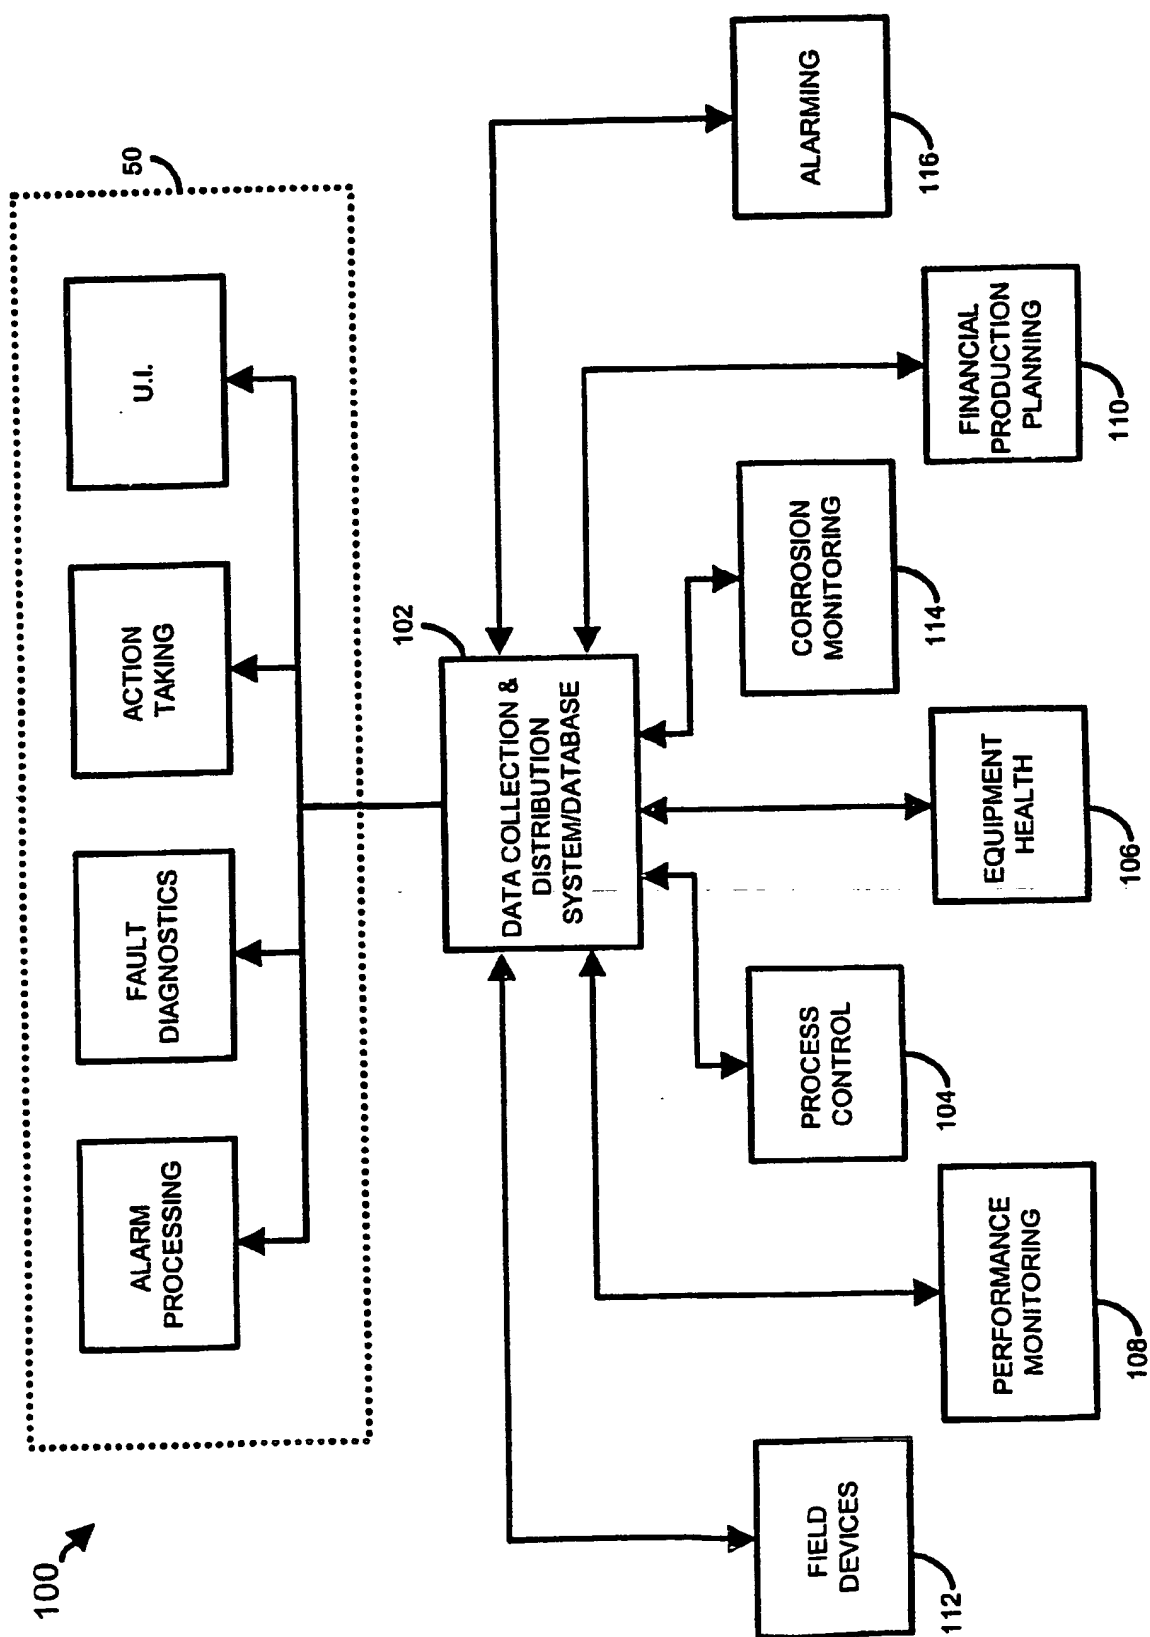 100
50
ALARM
PROCESSING
FAULT
DIAGNOSTICS
ACTION
TAKING
U.I.
102
DATA COLLECTION &
DISTRIBUTION
SYSTEM/DATABASE
FIELD
DEVICES
112
PERFORMANCE
MONITORING
108
PROCESS
CONTROL
104
EQUIPMENT
HEALTH
106
CORROSION
MONITORING
114
FINANCIAL
PRODUCTION
PLANNING
110
ALARMING
116